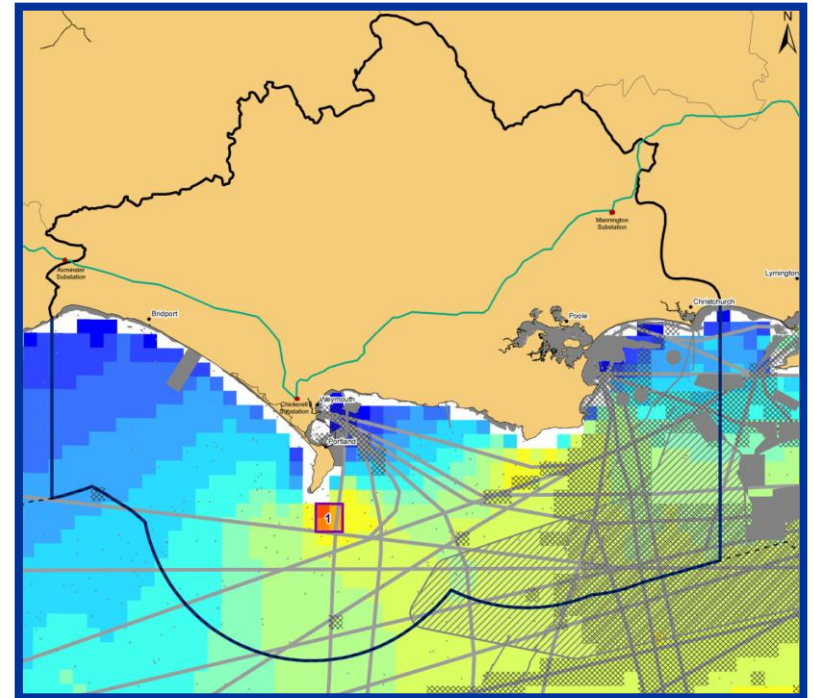 N
Mannington
Substation
Axminster
Substation
Lymington
Christchurch
Bridport
Poole
Chickerell
Substation
Weymouth
Portland
1